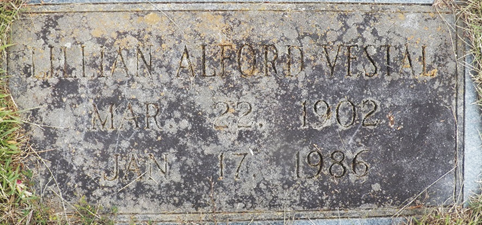 LILLIAN ALFORD VESTAL
MAR. 22, 1902
JAN. 17, 1986